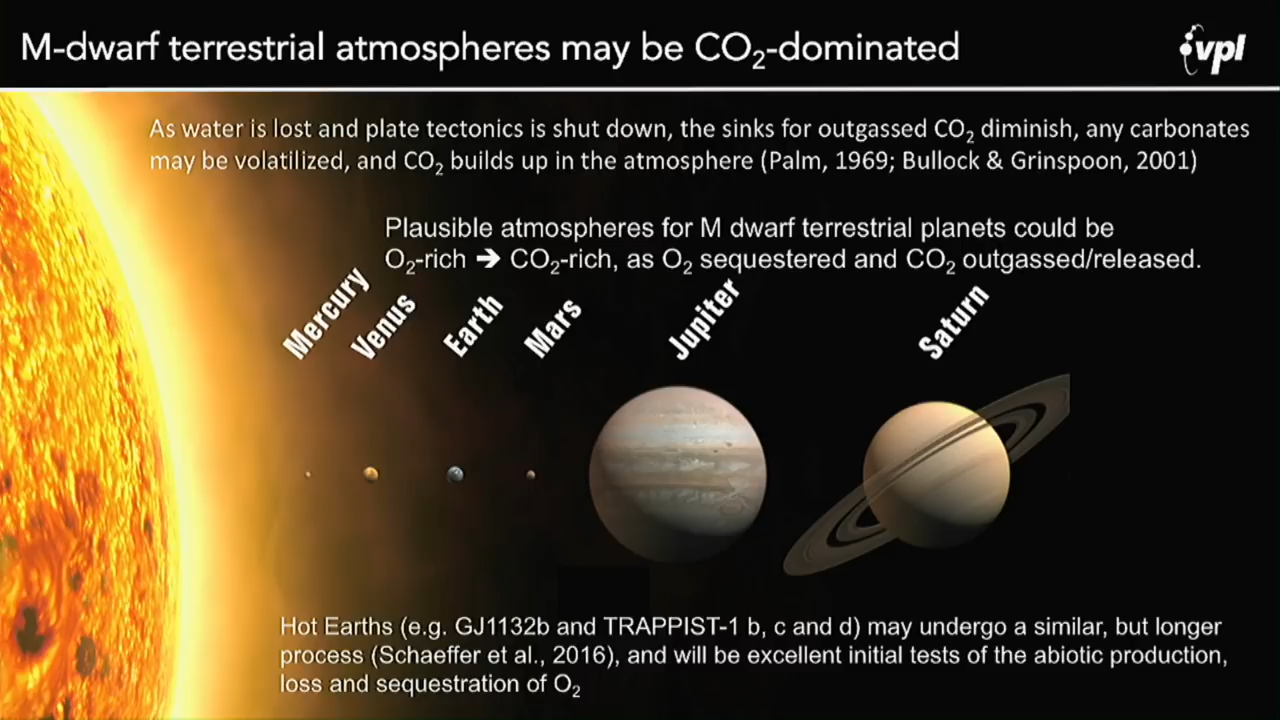 M-dwarf terrestrial atmospheres may be CO₂-dominated
vpl
As water is lost and plate tectonics is shut down, the sinks for outgassed CO₂ diminish, any carbonates
may be volatilized, and CO₂ builds up in the atmosphere (Palm, 1969; Bullock & Grinspoon, 2001)
Plausible atmospheres for M dwarf terrestrial planets could be
O₂-rich ➔ CO₂-rich, as O₂ sequestered and CO₂ outgassed/released.
Mercury
Venus
Earth
Mars
Jupiter
Saturn
Hot Earths (e.g. GJ1132b and TRAPPIST-1 b, c and d) may undergo a similar, but longer
process (Schaeffer et al., 2016), and will be excellent initial tests of the abiotic production,
loss and sequestration of O₂